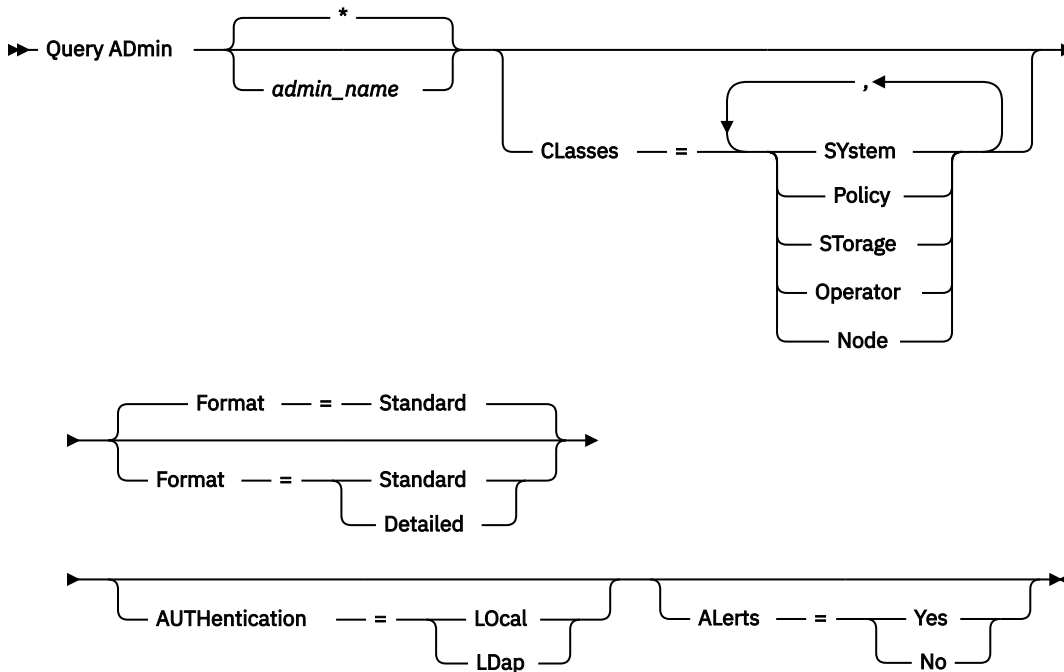 *
Query ADmin
admin_name
,
CLasses = SYstem
Policy
STorage
Operator
Node
Format = Standard
Format = Standard
Detailed
AUTHentication = LOcal
LDap
ALerts = Yes
No